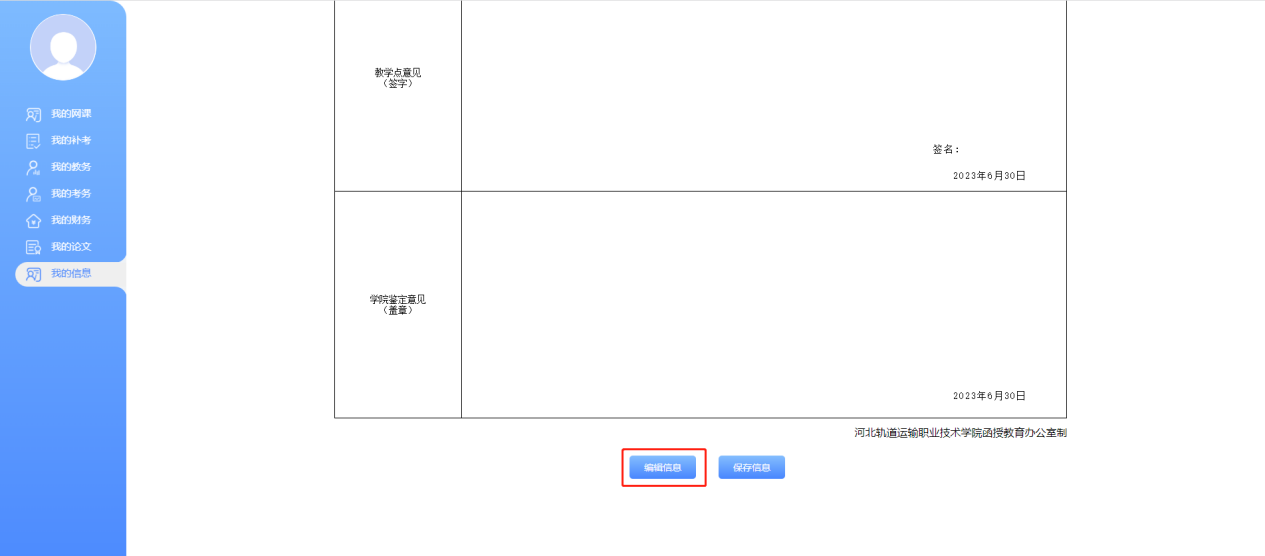 我的网课
我的补考
我的教务
我的考务
我的财务
我的论文
我的信息
教学点意见
（签字）
签名：
2023年6月30日
学院鉴定意见
（盖章）
2023年6月30日
河北轨道运输职业技术学院函授教育办公室制
编辑信息
保存信息